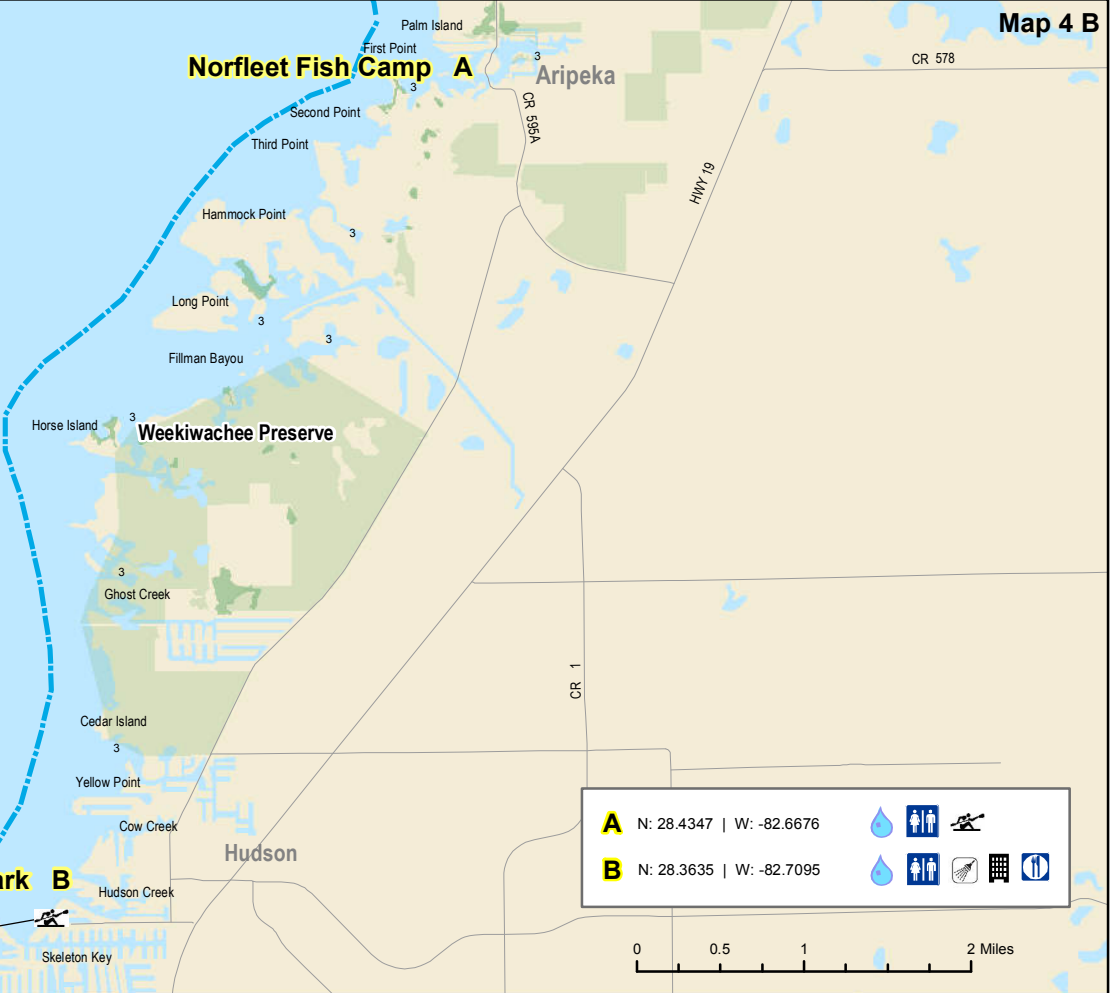 Map 4 B
Palm Island
First Point
3
CR 578
Norfleet Fish Camp A
Aripeka
3
CR 595A
Second Point
Third Point
HWY 19
Hammock Point
3
Long Point
3
3
Fillman Bayou
3
Horse Island
Weekiwachee Preserve
3
Ghost Creek
CR 1
Cedar Island
3
Yellow Point
A N: 28.4347 | W: -82.6676
Cow Creek
Hudson
B N: 28.3635 | W: -82.7095
ark B
Hudson Creek
Skeleton Key
0 0.5 1 2 Miles